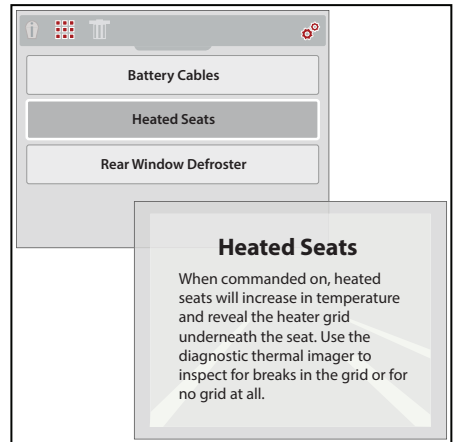 Battery Cables
Heated Seats
Rear Window Defroster
Heated Seats
When commanded on, heated
seats will increase in temperature
and reveal the heater grid
underneath the seat. Use the
diagnostic thermal imager to
inspect for breaks in the grid or for
no grid at all.